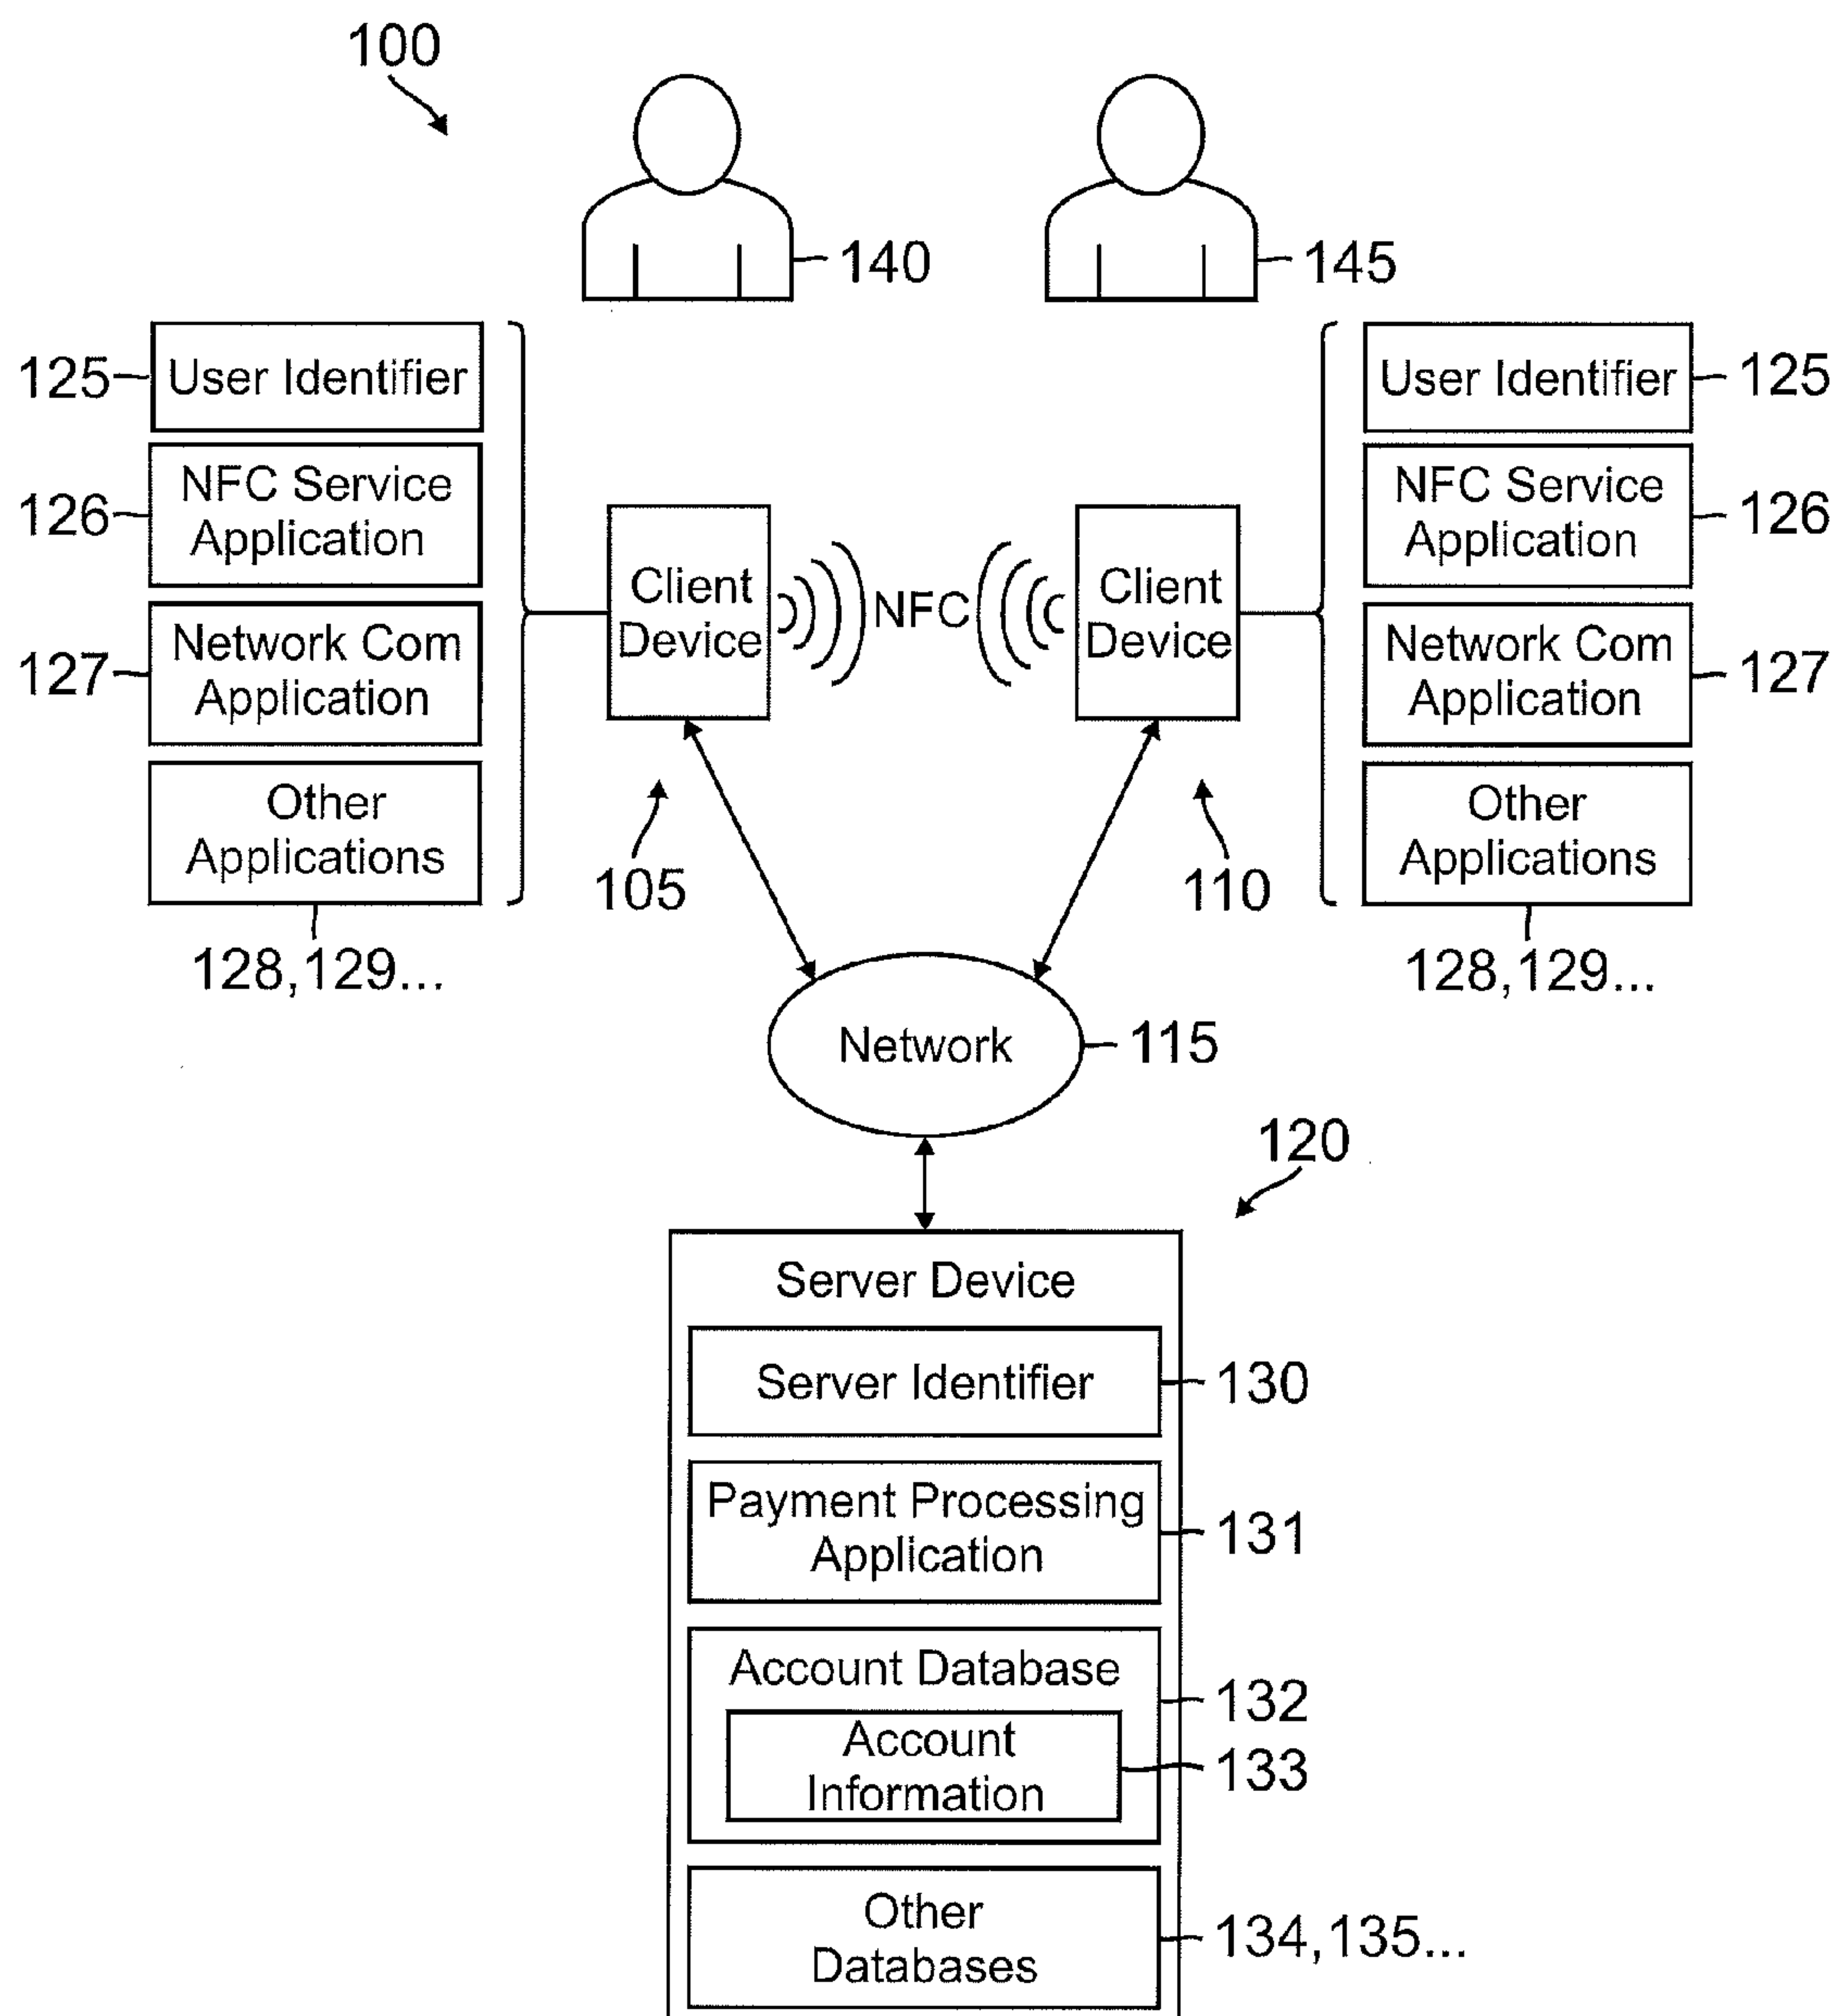 100
140
145
125
User Identifier
User Identifier
125
126
NFC Service
Application
NFC Service
Application
126
Client
Device
NFC
Client
Device
127
Network Com
Application
Network Com
Application
127
Other
Applications
Other
Applications
105
110
128,129...
128,129...
Network
115
120
Server Device
Server Identifier
130
Payment Processing
Application
131
Account Database
132
Account
Information
133
Other
Databases
134,135...